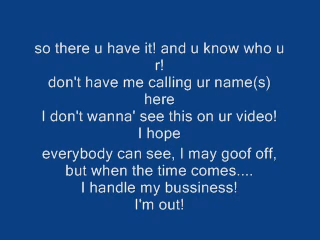 so there u have it! and u know who u
r!
don't have me calling ur name(s)
here
I don't wanna' see this on ur video!
I hope
everybody can see, I may goof off,
but when the time comes....
I handle my bussiness!
I'm out!